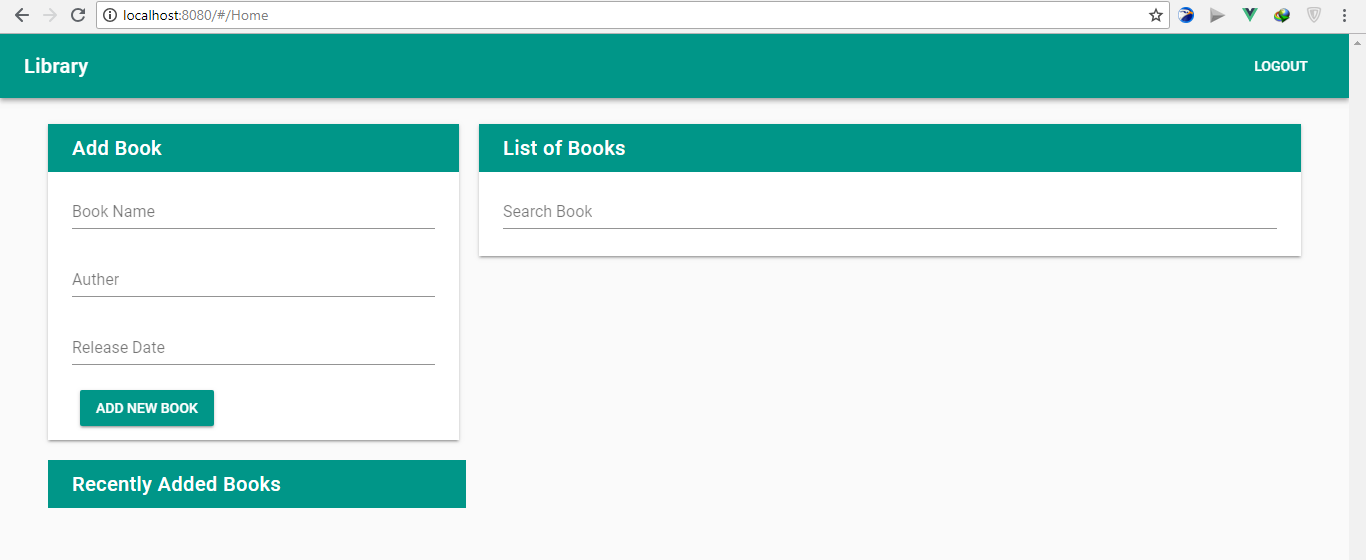 localhost:8080/#/Home
Library
LOGOUT
Add Book
Book Name
Auther
Release Date
ADD NEW BOOK
Recently Added Books
List of Books
Search Book